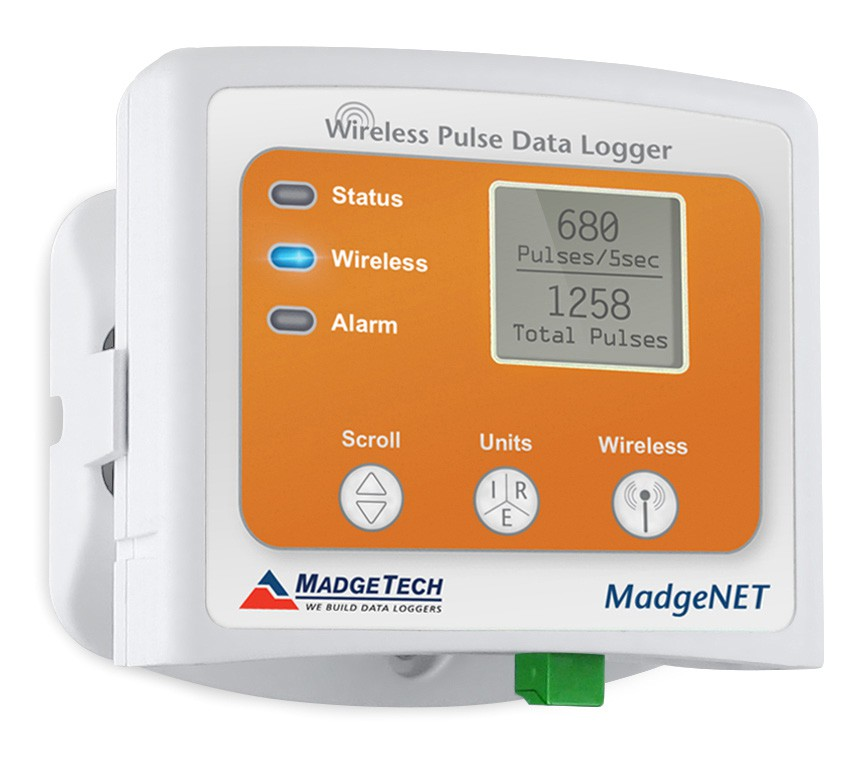 Wireless Pulse Data Logger
Status
Wireless
Alarm
680
Pulses/5sec
1258
Total Pulses
Scroll
Units
Wireless
I R
E
MADGETECH
WE BUILD DATA LOGGERS
MadgeNET